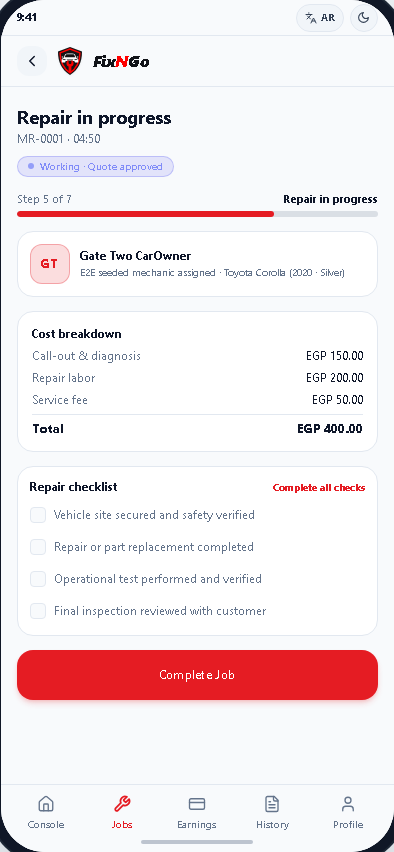 9:41
AR
FixNGo
Repair in progress
MR-0001 · 04:50
Working · Quote approved
Step 5 of 7
Repair in progress
GT
Gate Two CarOwner
E2E seeded mechanic assigned · Toyota Corolla (2020 · Silver)
Cost breakdown
Call-out & diagnosis EGP 150.00
Repair labor EGP 200.00
Service fee EGP 50.00
Total EGP 400.00
Repair checklist Complete all checks
Vehicle site secured and safety verified
Repair or part replacement completed
Operational test performed and verified
Final inspection reviewed with customer
Complete Job
Console Jobs Earnings History Profile